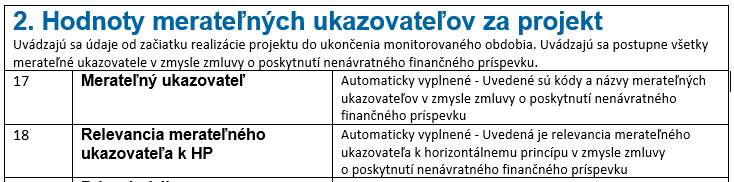 2. Hodnoty merateľných ukazovateľov za projekt
Uvádzajú sa údaje od začiatku realizácie projektu do ukončenia monitorovaného obdobia. Uvádzajú sa postupne všetky
merateľné ukazovatele v zmysle zmluvy o poskytnutí nenávratného finančného príspevku.
17 Merateľný ukazovateľ Automaticky vyplnené - Uvedené sú kódy a názvy merateľných
ukazovateľov v zmysle zmluvy o poskytnutí nenávratného
finančného príspevku
18 Relevancia merateľného Automaticky vyplnené - Uvedená je relevancia merateľného
ukazovateľa k HP ukazovateľa k horizontálnemu princípu v zmysle zmluvy
o poskytnutí nenávratného finančného príspevku